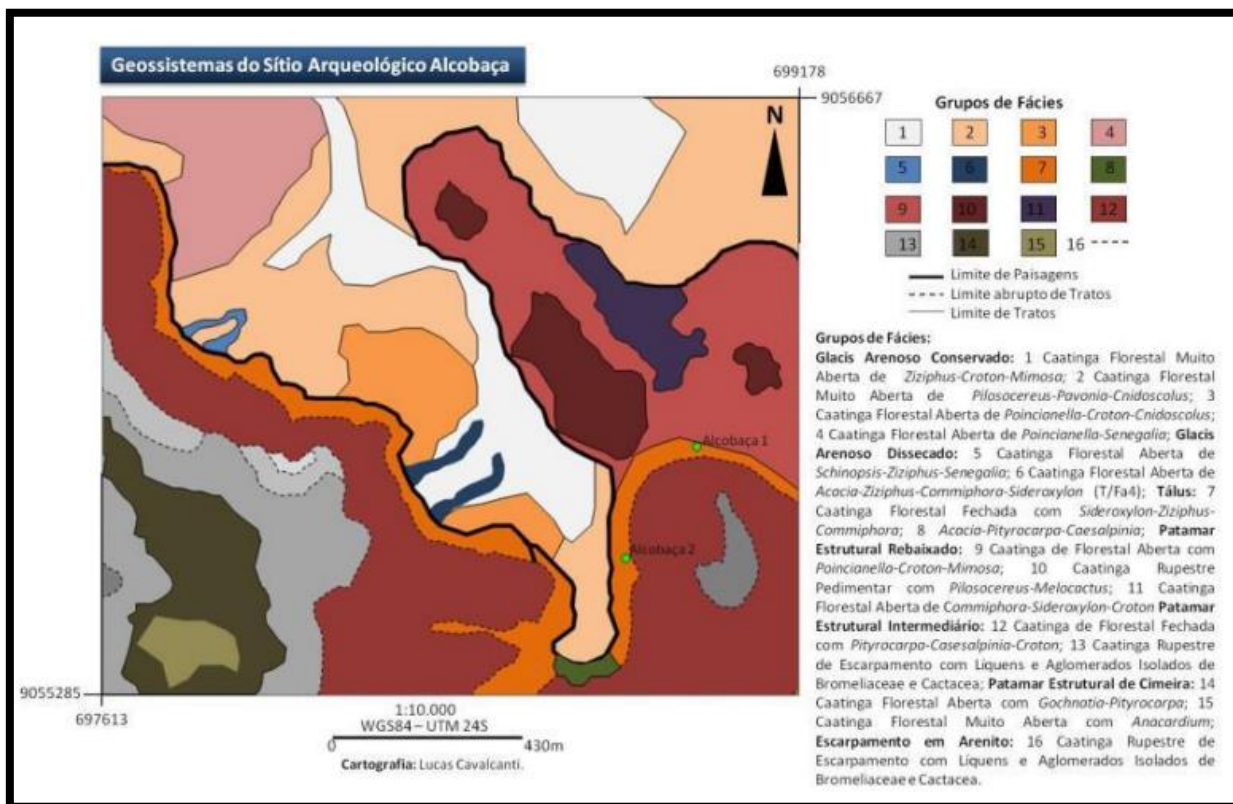 Geossistemas do Sítio Arqueológico Alcobaça
699178
9056667
N
Alcobaça 1
Alcobaça 2
9055285
697613
1:10.000
WGS84 – UTM 24S
0 430m
Cartografia: Lucas Cavalcanti.
Grupos de Fácies
1 2 3 4
5 6 7 8
9 10 11 12
13 14 15 16
Limite de Paisagens
Limite abrupto de Tratos
Limite de Tratos
Grupos de Fácies:
Glacis Arenoso Conservado: 1 Caatinga Florestal Muito
Aberta de Ziziphus-Croton-Mimosa; 2 Caatinga Florestal
Muito Aberta de Pilosocereus-Pavonia-Cnidoscolus; 3
Caatinga Florestal Aberta de Poincianella-Croton-Cnidoscolus;
4 Caatinga Florestal Aberta de Poincianella-Senegalia; Glacis
Arenoso Dissecado: 5 Caatinga Florestal Aberta de
Schinopsis-Ziziphus-Senegalia; 6 Caatinga Florestal Aberta de
Acacia-Ziziphus-Commiphora-Sideroxylon (T/Fa4); Tálus: 7
Caatinga Florestal Fechada com Sideroxylon-Ziziphus-
Commiphora; 8 Acacia-Pityrocarpa-Caesalpinia; Patamar
Estrutural Rebaixado: 9 Caatinga de Florestal Aberta com
Poincianella-Croton-Mimosa; 10 Caatinga Rupestre
Pedimentar com Pilosocereus-Melocactus; 11 Caatinga
Florestal Aberta de Commiphora-Sideroxylon-Croton Patamar
Estrutural Intermediário: 12 Caatinga de Florestal Fechada
com Pityrocarpa-Casesalpinia-Croton; 13 Caatinga Rupestre
de Escarpamento com Líquens e Aglomerados Isolados de
Bromeliaceae e Cactacea; Patamar Estrutural de Cimeira: 14
Caatinga Florestal Aberta com Gochnatia-Pityrocarpa; 15
Caatinga Florestal Muito Aberta com Anacardium;
Escarpamento em Arenito: 16 Caatinga Rupestre de
Escarpamento com Líquens e Aglomerados Isolados de
Bromeliaceae e Cactacea.